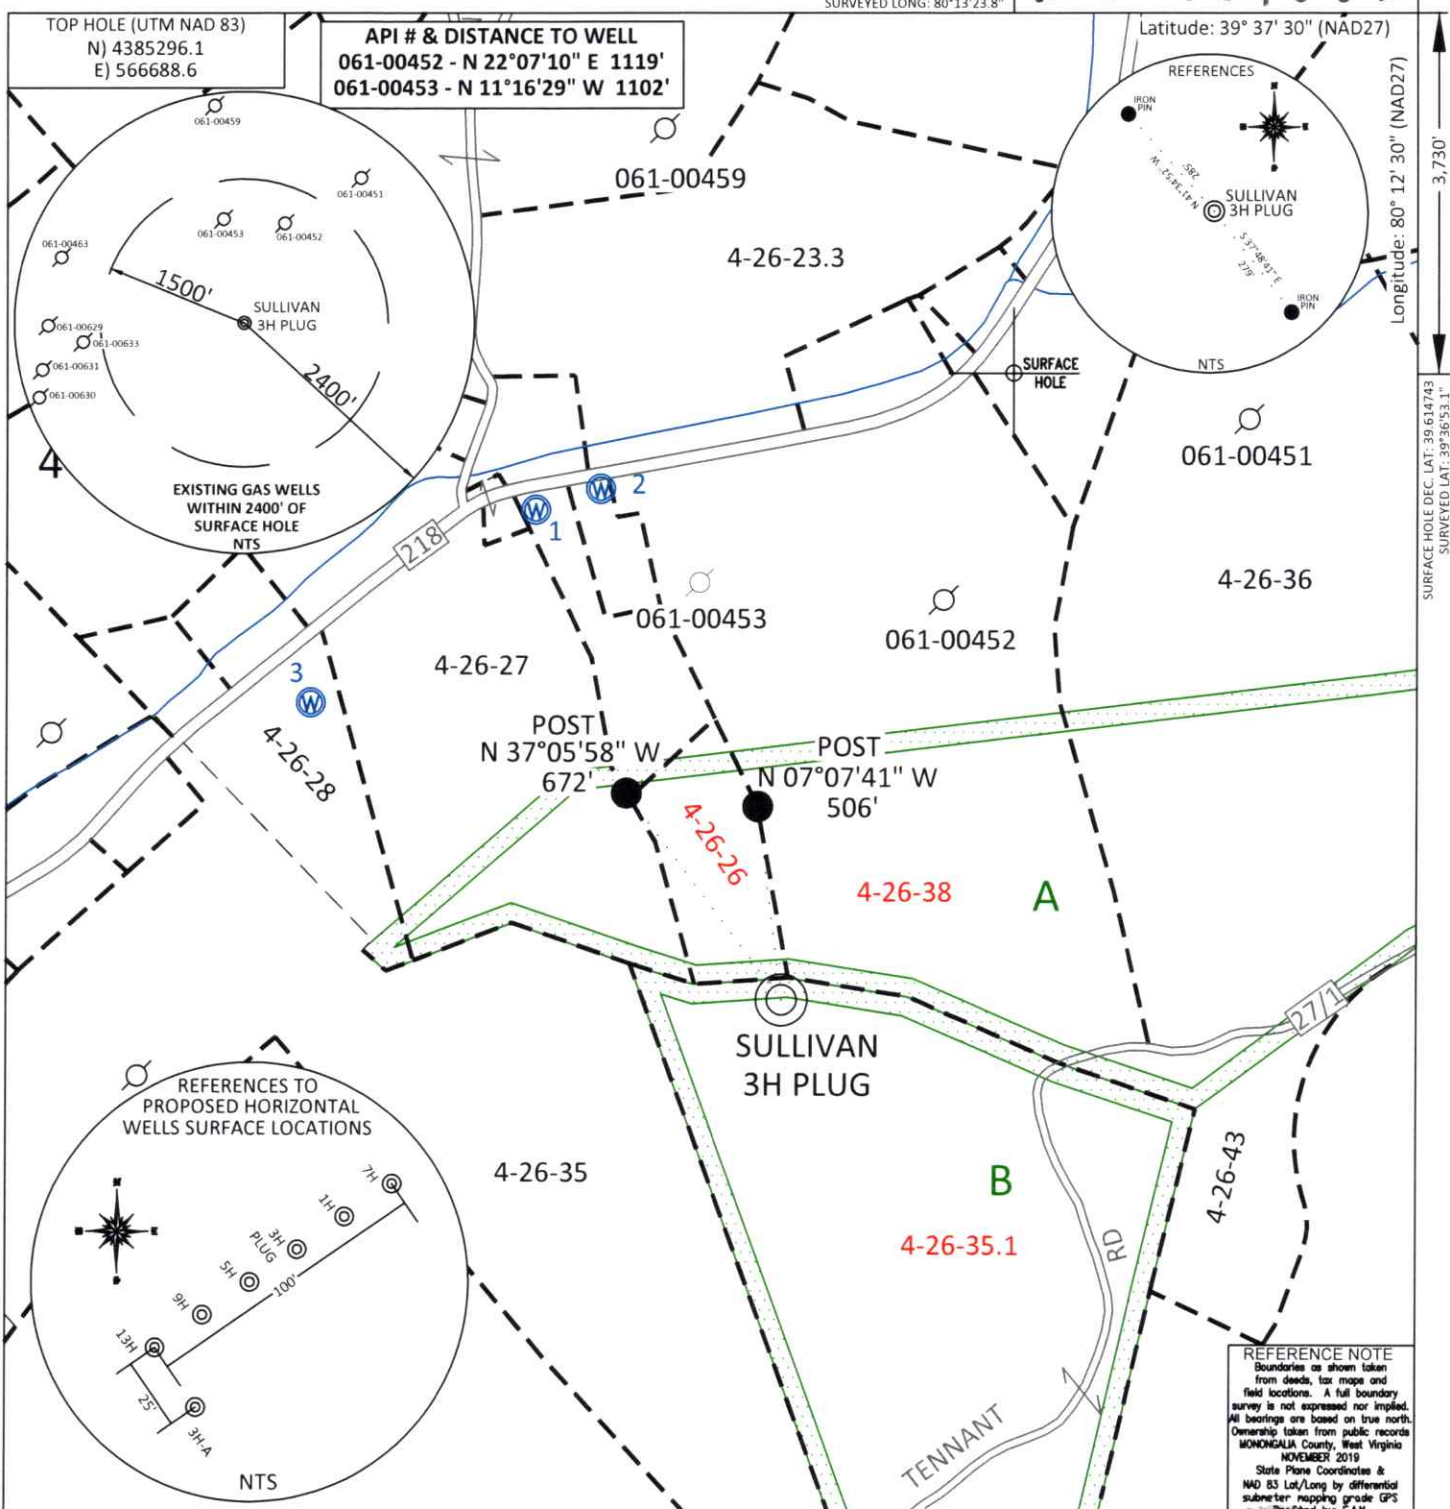 SURVEYED LONG: 80°13'23.8"
TOP HOLE (UTM NAD 83)
N) 4385296.1
E) 566688.6
API # & DISTANCE TO WELL
061-00452 - N 22°07'10" E 1119'
061-00453 - N 11°16'29" W 1102'
Latitude: 39° 37' 30" (NAD27)
Longitude: 80° 12' 30" (NAD27)
3,730'
SURFACE HOLE DEC. LAT: 39.614743
SURVEYED LAT: 39°36'53.1"
061-00459
061-00451
061-00453
061-00452
061-00463
1500'
SULLIVAN
3H PLUG
061-00629
061-00633
061-00631
061-00630
2400'
EXISTING GAS WELLS
WITHIN 2400' OF
SURFACE HOLE
NTS
4
REFERENCES
IRON
PIN
N 41°34'52" W
285'
SULLIVAN
3H PLUG
S 37°48'41" E
279'
IRON
PIN
NTS
061-00459
4-26-23.3
SURFACE
HOLE
061-00451
218
W
1
W
2
4-26-36
061-00453
061-00452
4-26-27
3
W
4-26-28
POST
N 37°05'58" W
672'
POST
N 07°07'41" W
506'
4-26-26
4-26-38
A
27/1
SULLIVAN
3H PLUG
REFERENCES TO
PROPOSED HORIZONTAL
WELLS SURFACE LOCATIONS
7H
1H
3H
PLUG
5H
9H
13H
100'
25'
3H-A
NTS
4-26-35
B
4-26-35.1
4-26-43
TENNANT
RD
REFERENCE NOTE
Boundaries as shown taken
from deeds, tax maps and
field locations. A full boundary
survey is not expressed nor implied.
All bearings are based on true north.
Ownership taken from public records
MONONGALIA County, West Virginia
NOVEMBER 2019
State Plane Coordinates &
NAD 83 Lat/Long by differential
submeter mapping grade GPS